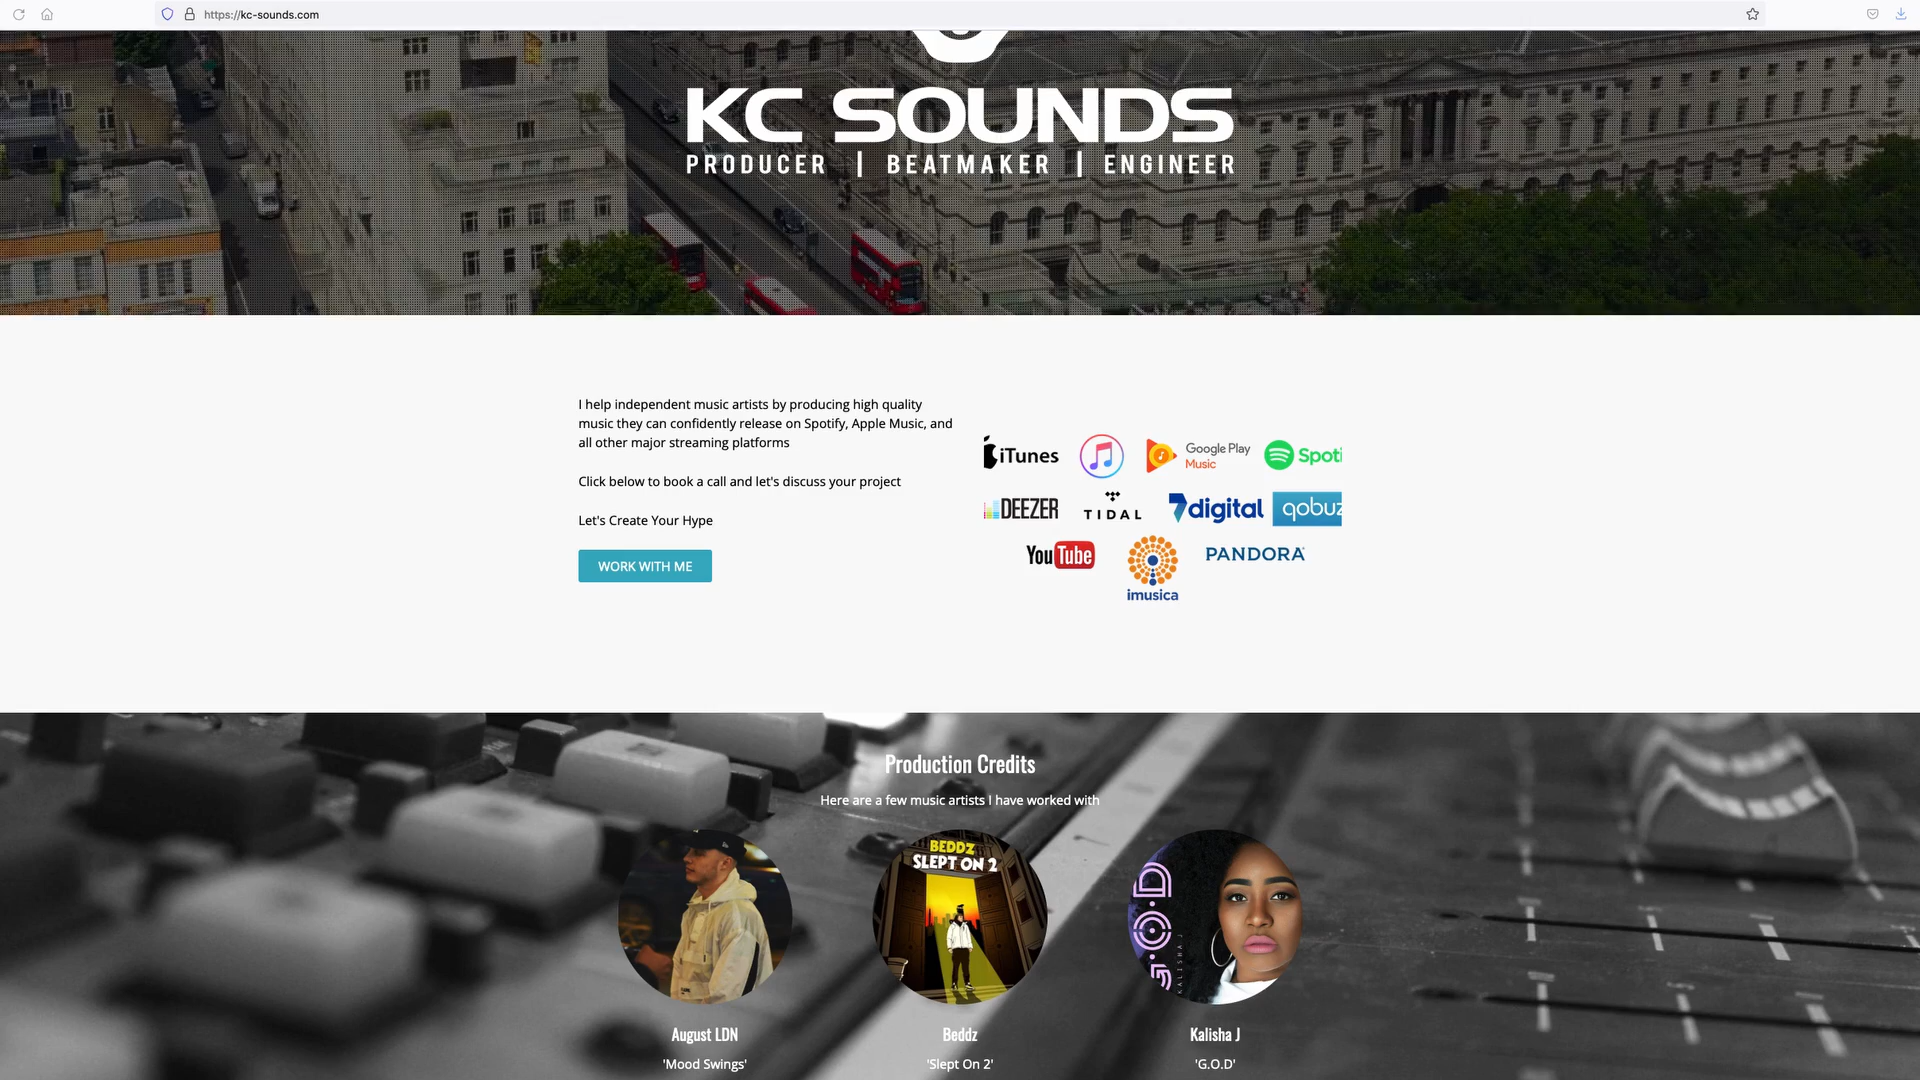 https://kc-sounds.com
KC SOUNDS
PRODUCER | BEATMAKER | ENGINEER
I help independent music artists by producing high quality
music they can confidently release on Spotify, Apple Music, and
all other major streaming platforms
Click below to book a call and let's discuss your project
Let's Create Your Hype
WORK WITH ME
iTunes
Google Play
Music
Spoti
DEEZER
TIDAL
7digital
qobuz
YouTube
PANDORA
imusica
Production Credits
Here are a few music artists I have worked with
BEDDZ
SLEPT ON 2
G.O.D
KALISHA J
August LDN
Beddz
Kalisha J
'Mood Swings'
'Slept On 2'
'G.O.D'